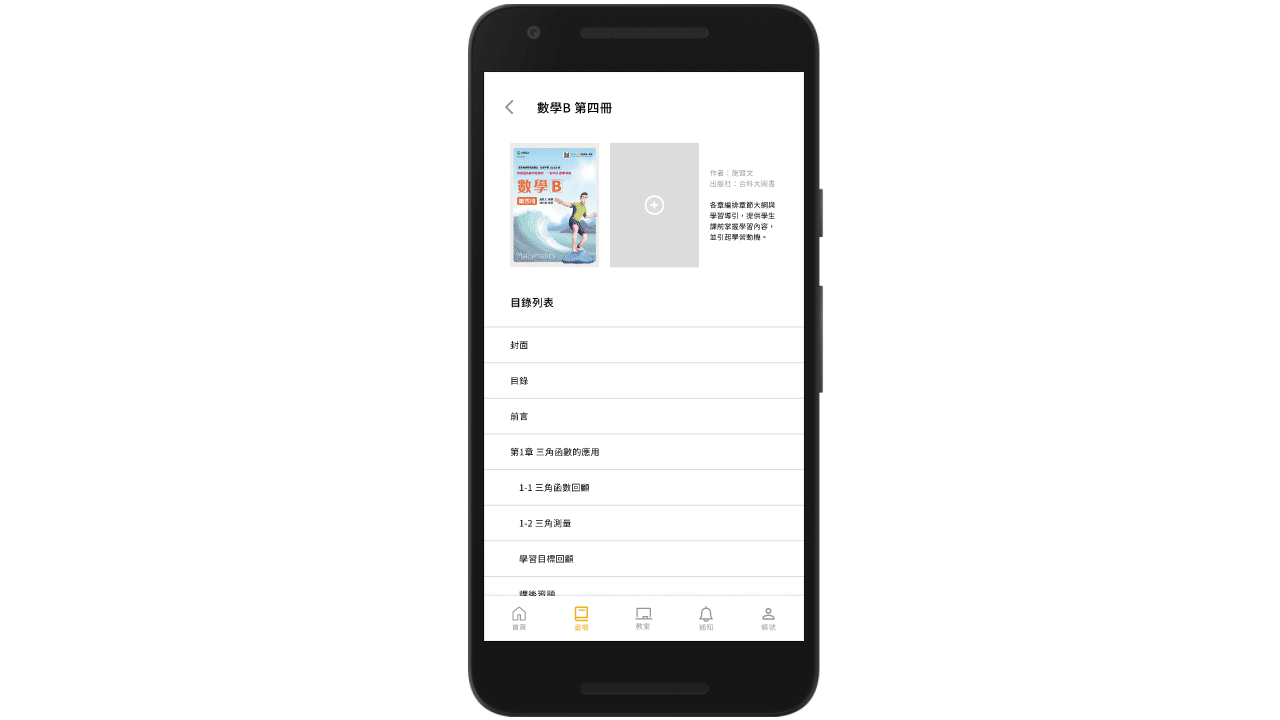 數學B 第四冊
數學B
第四冊
作者：施賢文
出版社：台科大圖書
各章編排章節大綱與
學習導引，提供學生
課前掌握學習內容，
並引起學習動機。
目錄列表
封面
目錄
前言
第1章 三角函數的應用
1-1 三角函數回顧
1-2 三角測量
學習目標回顧
課後習題
首頁
書櫃
教室
通知
帳號